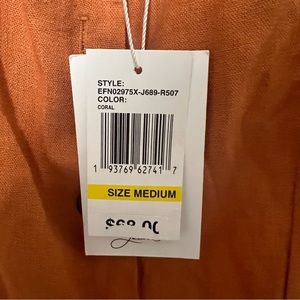 STYLE:
EFN02975X-J689-R507
COLOR:
CORAL
1 93769 62741 7
SIZE MEDIUM